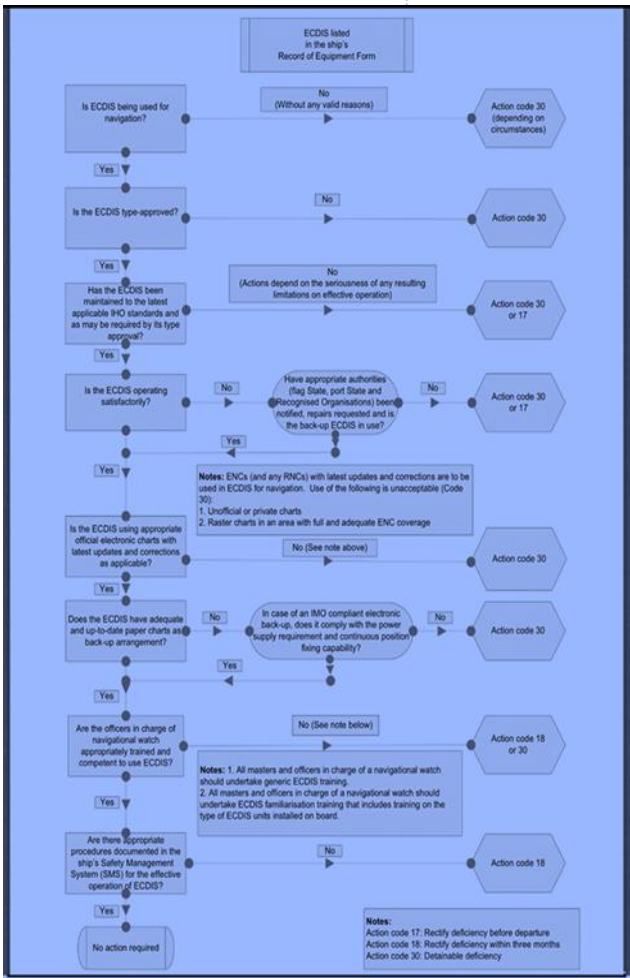 ECDIS listed
in the ship's
Record of Equipment Form
Is ECDIS being used for
navigation?
No
(Without any valid reasons)
Action code 30
(depending on
circumstances)
Yes
Is the ECDIS type-approved?
No
Action code 30
Yes
Has the ECDIS been
maintained to the latest
applicable IHO standards and
as may be required by its type
approval?
No
(Actions depend on the seriousness of any resulting
limitations on effective operation)
Action code 30
or 17
Yes
Is the ECDIS operating
satisfactorily?
No
Have appropriate authorities
(flag State, port State and
Recognised Organisations) been
notified, repairs requested and is
the back-up ECDIS in use?
No
Action code 30
or 17
Yes
Yes
Notes: ENCs (and any RNCs) with latest updates and corrections are to be
used in ECDIS for navigation. Use of the following is unacceptable (Code
30):
1. Unofficial or private charts
2. Raster charts in an area with full and adequate ENC coverage
Is the ECDIS using appropriate
official electronic charts with
latest updates and corrections
as applicable?
No (See note above)
Action code 30
Yes
Does the ECDIS have adequate
and up-to-date paper charts as
back-up arrangement?
No
In case of an IMO compliant electronic
back-up, does it comply with the power
supply requirement and continuous position
fixing capability?
No
Action code 30
Yes
Yes
Are the officers in charge of
navigational watch
appropriately trained and
competent to use ECDIS?
No (See note below)
Action code 18
or 30
Notes: 1. All masters and officers in charge of a navigational watch
should undertake generic ECDIS training.
2. All masters and officers in charge of a navigational watch should
undertake ECDIS familiarisation training that includes training on the
type of ECDIS units installed on board.
Yes
Are there appropriate
procedures documented in the
ship's Safety Management
System (SMS) for the effective
operation of ECDIS?
No
Action code 18
Yes
No action required
Notes:
Action code 17: Rectify deficiency before departure
Action code 18: Rectify deficiency within three months
Action code 30: Detainable deficiency